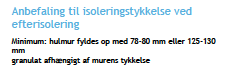 Anbefaling til isoleringstykkelse ved
efterisolering
Minimum: hulmur fyldes op med 78-80 mm eller 125-130
mm
granulat afhængigt af murens tykkelse